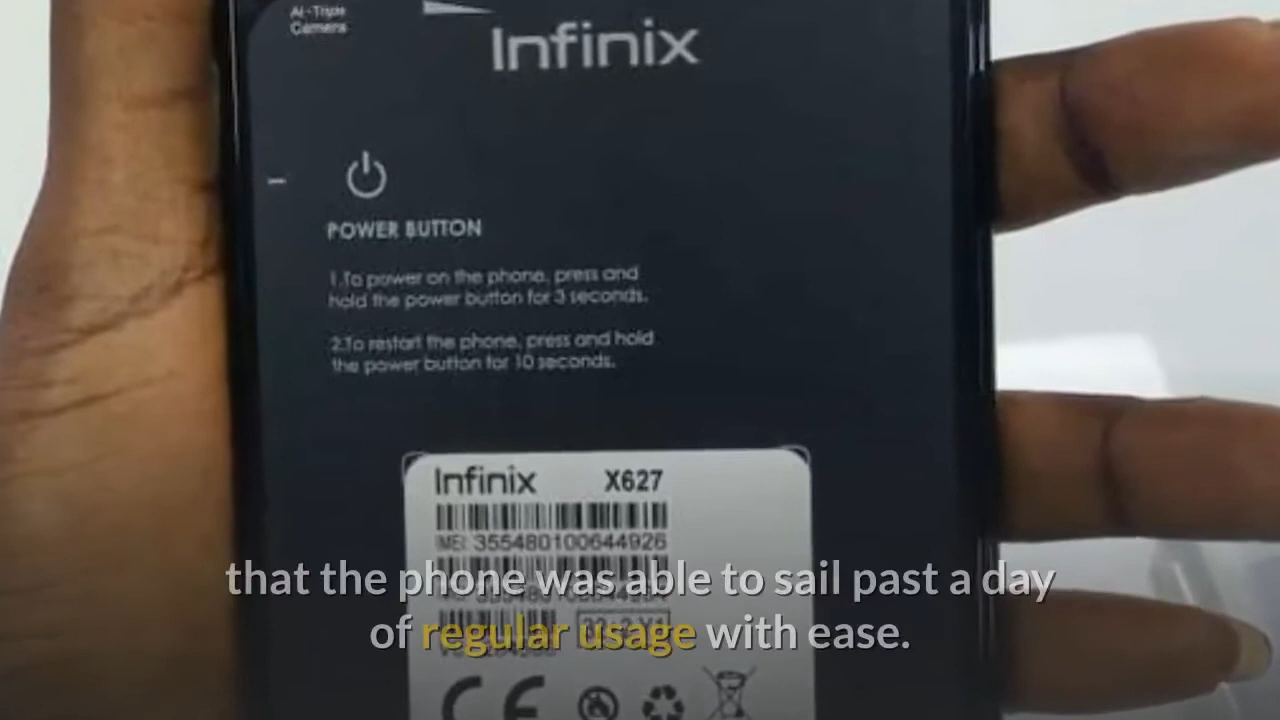 AI-Triple
Camera
Infinix
POWER BUTTON
1.To power on the phone, press and
hold the power button for 3 seconds.
2.To restart the phone, press and hold
the power button for 10 seconds.
Infinix X627
IMEI: 355480100644926
that the phone was able to sail past a day
of regular usage with ease.
CE